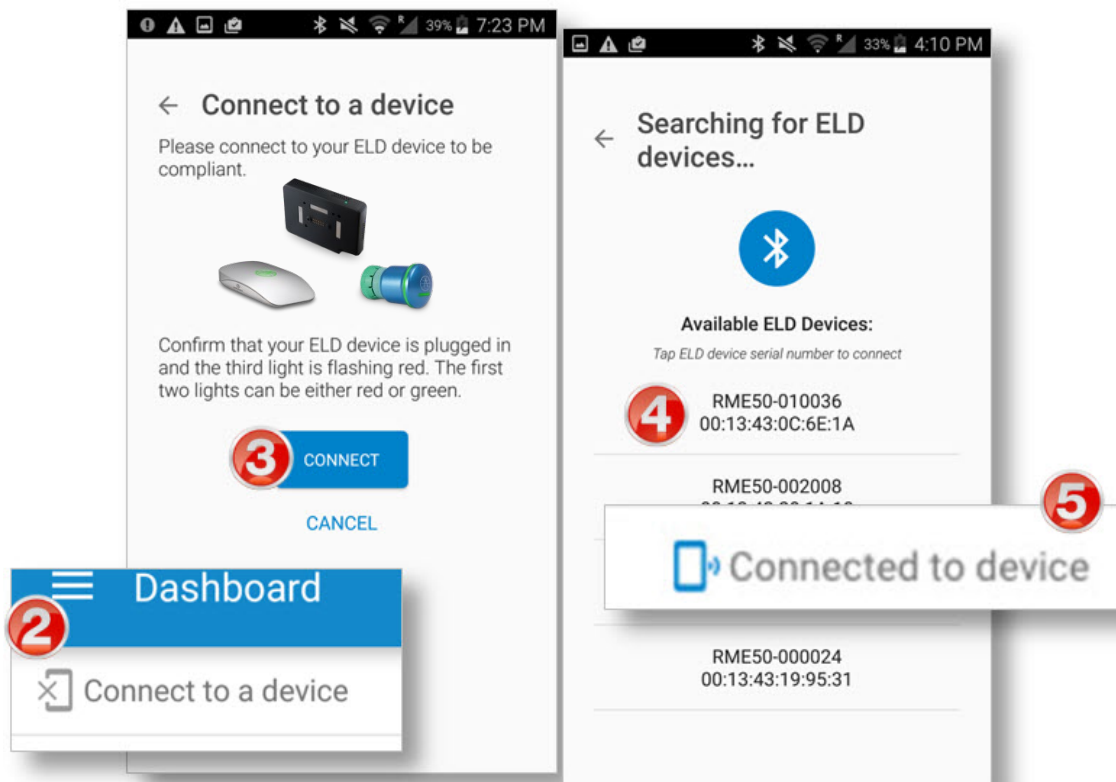 39% 7:23 PM
← Connect to a device
Please connect to your ELD device to be
compliant.
Confirm that your ELD device is plugged in
and the third light is flashing red. The first
two lights can be either red or green.
3 CONNECT
CANCEL
2
Dashboard
Connect to a device
R 33% 4:10 PM
← Searching for ELD
devices...
Available ELD Devices:
Tap ELD device serial number to connect
4
RME50-010036
00:13:43:0C:6E:1A
RME50-002008
5
Connected to device
RME50-000024
00:13:43:19:95:31